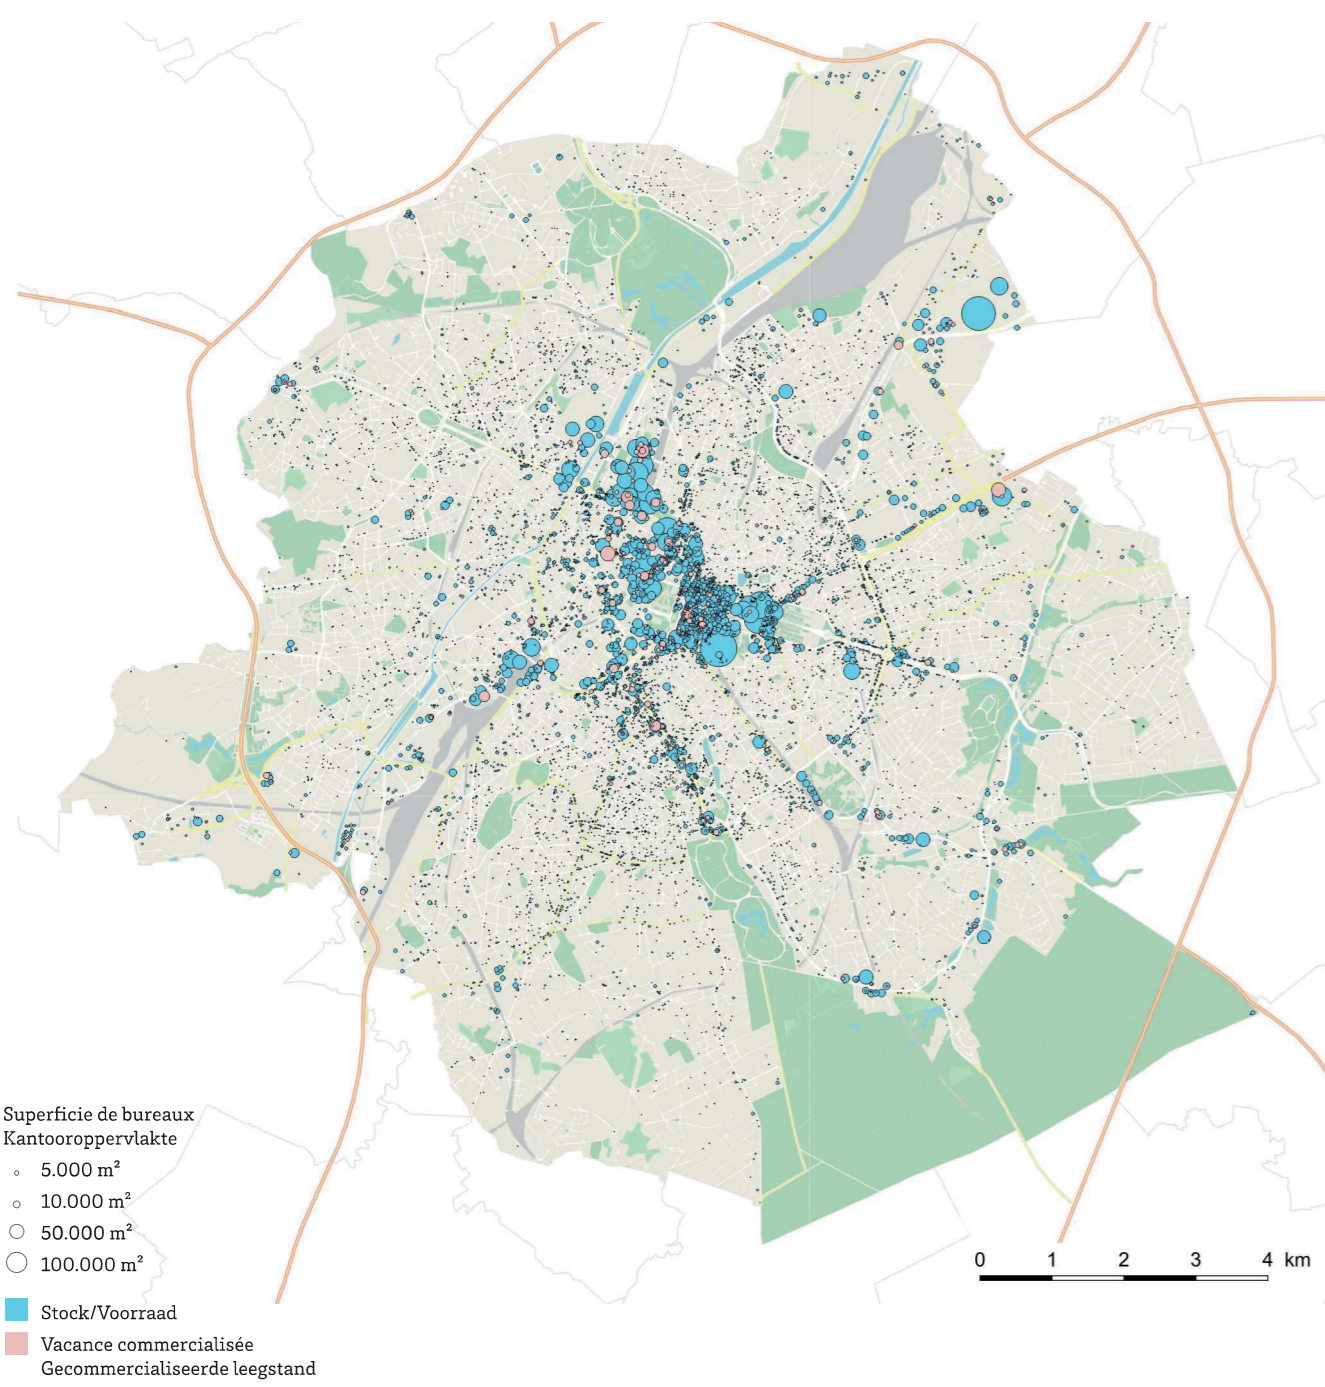 Superficie de bureaux
Kantooroppervlakte
5.000 m²
10.000 m²
50.000 m²
100.000 m²
Stock/Voorraad
Vacance commercialisée
Gecommercialiseerde leegstand
0 1 2 3 4 km